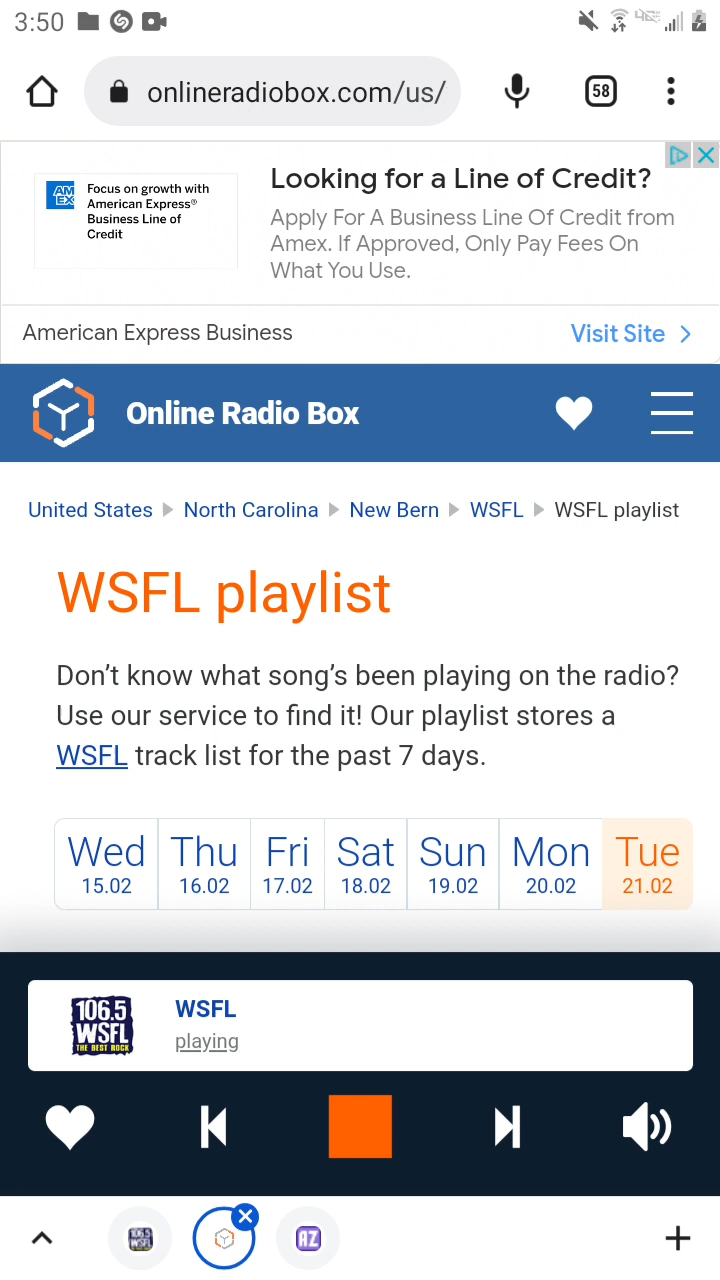 3:50
onlineradiobox.com/us/
58
AM
EX
Focus on growth with
American Express®
Business Line of
Credit
Looking for a Line of Credit?
Apply For A Business Line Of Credit from
Amex. If Approved, Only Pay Fees On
What You Use.
American Express Business
Visit Site
Online Radio Box
United States North Carolina New Bern WSFL WSFL playlist
WSFL playlist
Don’t know what song’s been playing on the radio?
Use our service to find it! Our playlist stores a
WSFL track list for the past 7 days.
Wed Thu Fri Sat Sun Mon Tue
15.02 16.02 17.02 18.02 19.02 20.02 21.02
106.5
WSFL
THE BEST ROCK
WSFL
playing
106.5
WSFL
AZ